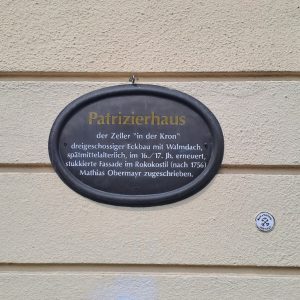 Patrizierhaus
der Zeller "in der Kron"
dreigeschossiger Eckbau mit Walmdach,
spätmittelalterlich, im 16./17. Jh. erneuert,
stukkierte Fassade im Rokokostil (nach 1756)
Mathias Obermayr zugeschrieben.